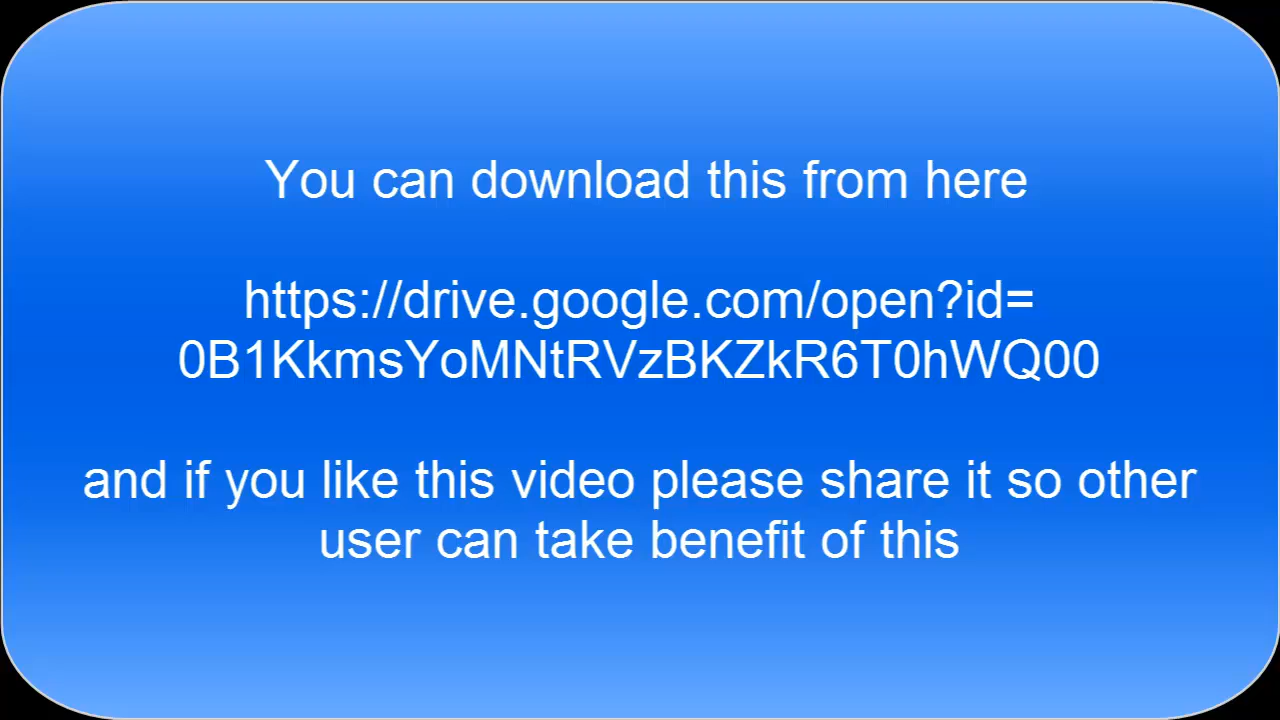 You can download this from here
https://drive.google.com/open?id=
0B1KkmsYoMNtRVzBKZkR6T0hWQ00
and if you like this video please share it so other
user can take benefit of this